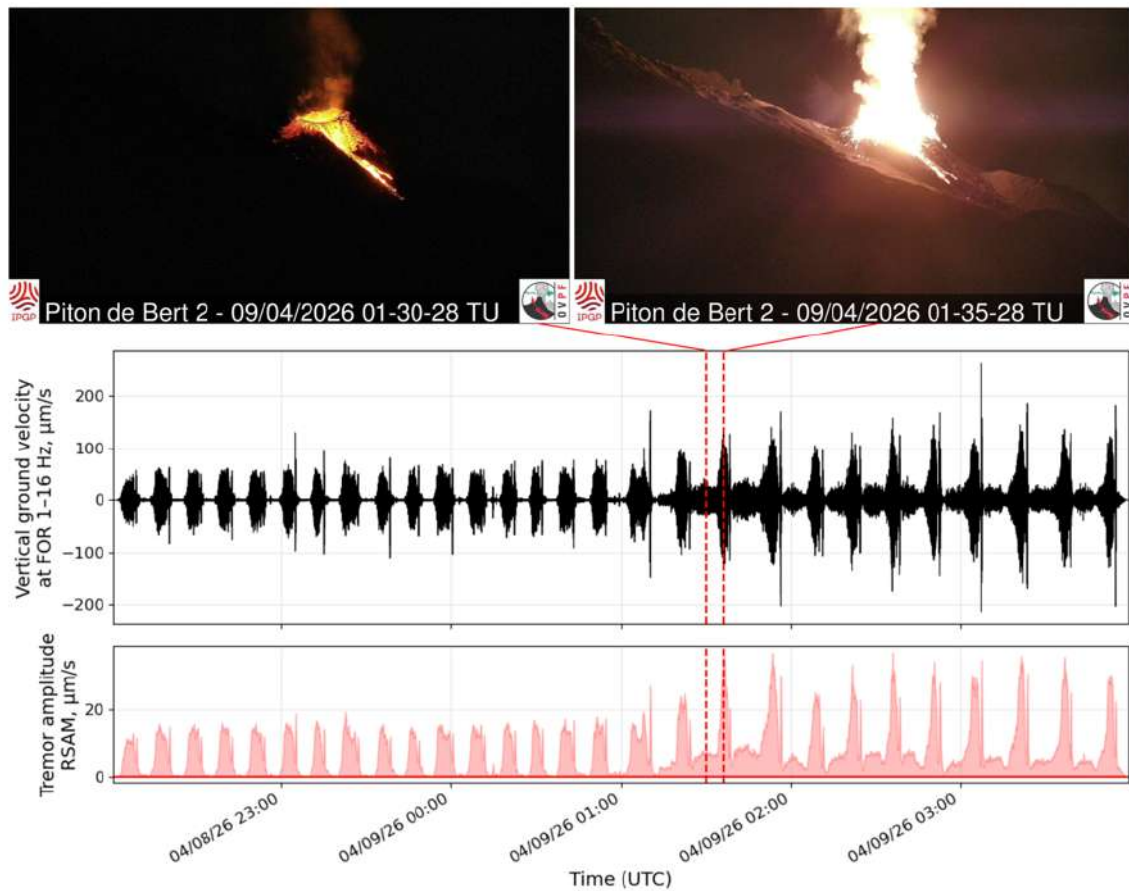 IPGP
Piton de Bert 2 - 09/04/2026 01-30-28 TU
OVPF
IPGP
Piton de Bert 2 - 09/04/2026 01-35-28 TU
OVPF
Vertical ground velocity
at FOR 1–16 Hz, μm/s
200
100
0
−100
−200
Tremor amplitude
RSAM, μm/s
20
0
04/08/26 23:00
04/09/26 00:00
04/09/26 01:00
04/09/26 02:00
04/09/26 03:00
Time (UTC)